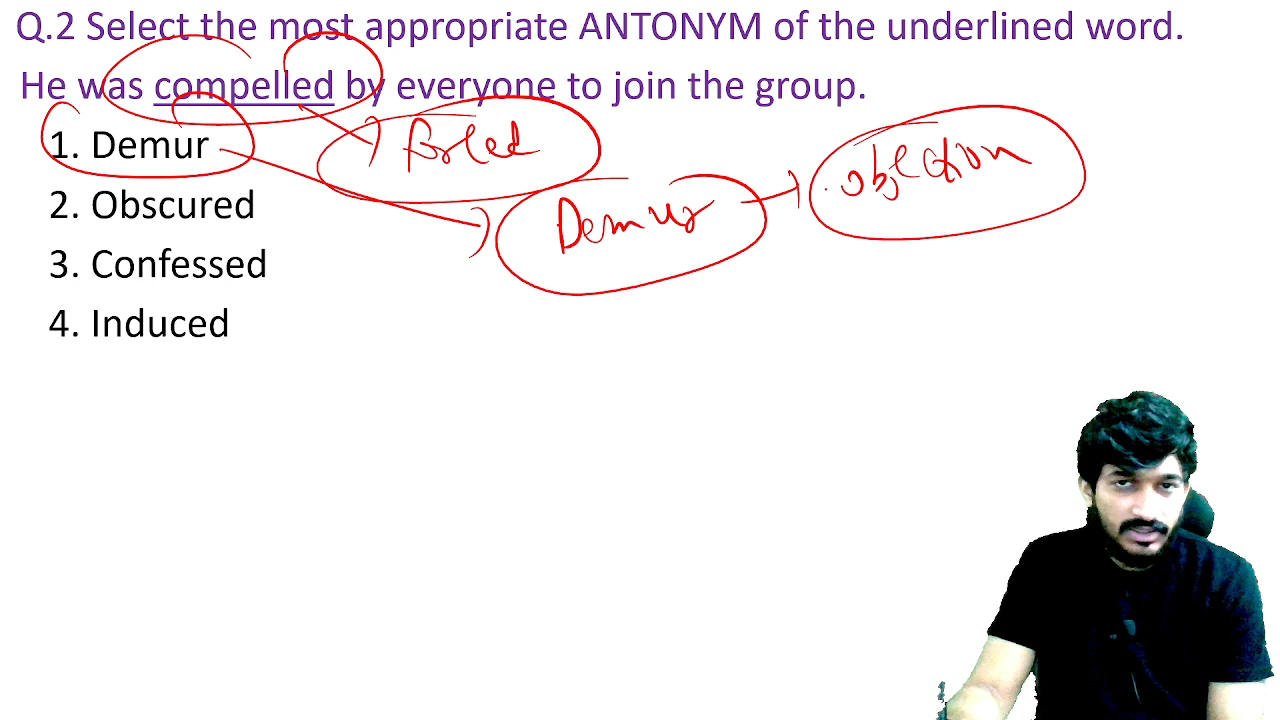 Q.2 Select the most appropriate ANTONYM of the underlined word.
He was compelled by everyone to join the group.
1. Demur
forced
objection
2. Obscured
Demur
3. Confessed
4. Induced